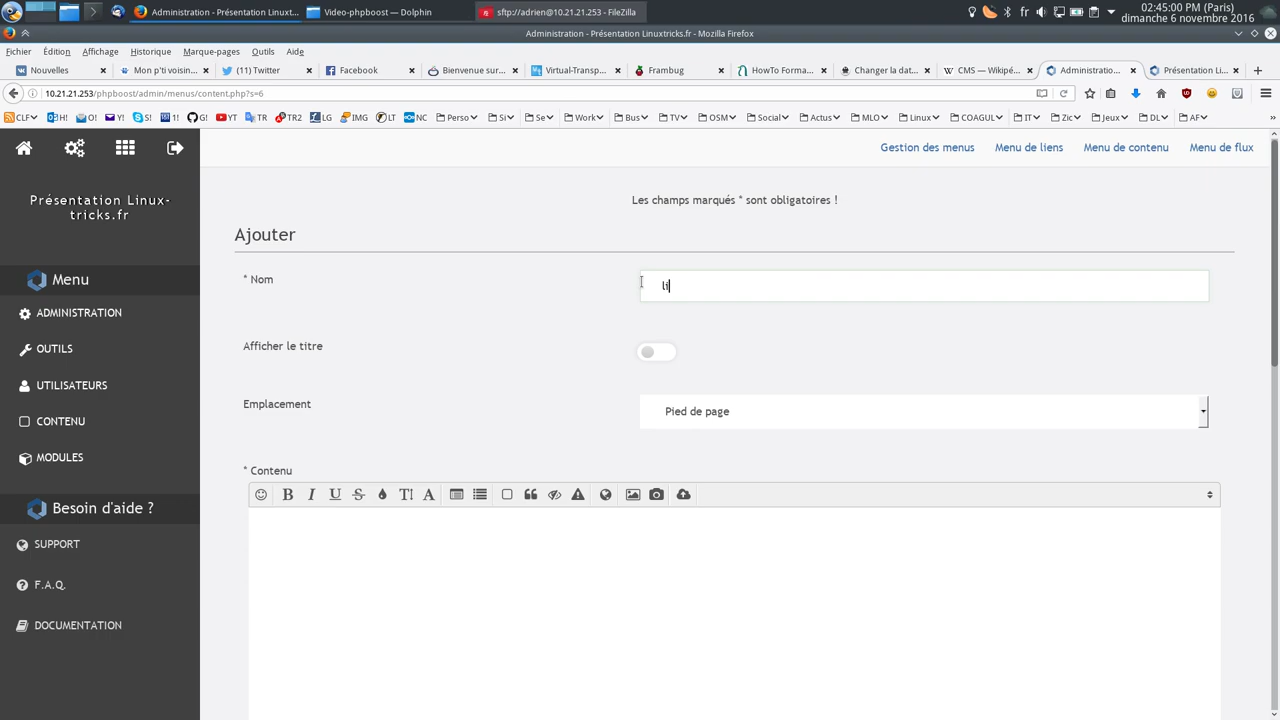 Administration - Présentation Linuxt...
Video-phpboost — Dolphin
sftp://adrien@10.21.21.253 - FileZilla
fr
02:45:00 PM (Paris)
dimanche 6 novembre 2016
Administration - Présentation Linuxtricks.fr - Mozilla Firefox
Fichier Édition Affichage Historique Marque-pages Outils Aide
Nouvelles
Mon p'ti voisin...
(11) Twitter
Facebook
Bienvenue sur...
Virtual-Transp...
Frambug
HowTo Forma...
Changer la dat...
CMS — Wikipé...
Administratio...
Présentation Li...
10.21.21.253/phpboost/admin/menus/content.php?s=6
CLF H! O! Y! S! 1! G! YT TR TR2 LG IMG LT NC Perso Si Se Work Bus TV OSM Social Actus MLO Linux COAGUL IT Zic Jeux DL AF
Gestion des menus Menu de liens Menu de contenu Menu de flux
Présentation Linux-
tricks.fr
Menu
ADMINISTRATION
OUTILS
UTILISATEURS
CONTENU
MODULES
Besoin d'aide ?
SUPPORT
F.A.Q.
DOCUMENTATION
Les champs marqués * sont obligatoires !
Ajouter
* Nom
li
Afficher le titre
Emplacement
Pied de page
* Contenu